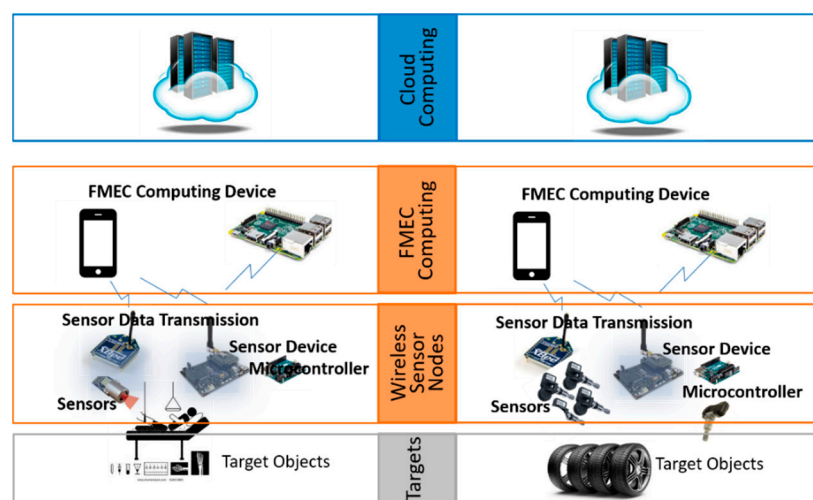 Cloud
Computing
FMEC Computing Device
FMEC
Computing
FMEC Computing Device
Sensor Data Transmission
Sensor Device
Microcontroller
Sensors
Wireless
Sensor
Nodes
Sensor Data Transmission
Sensor Device
Microcontroller
Sensors
Target Objects
Targets
Target Objects